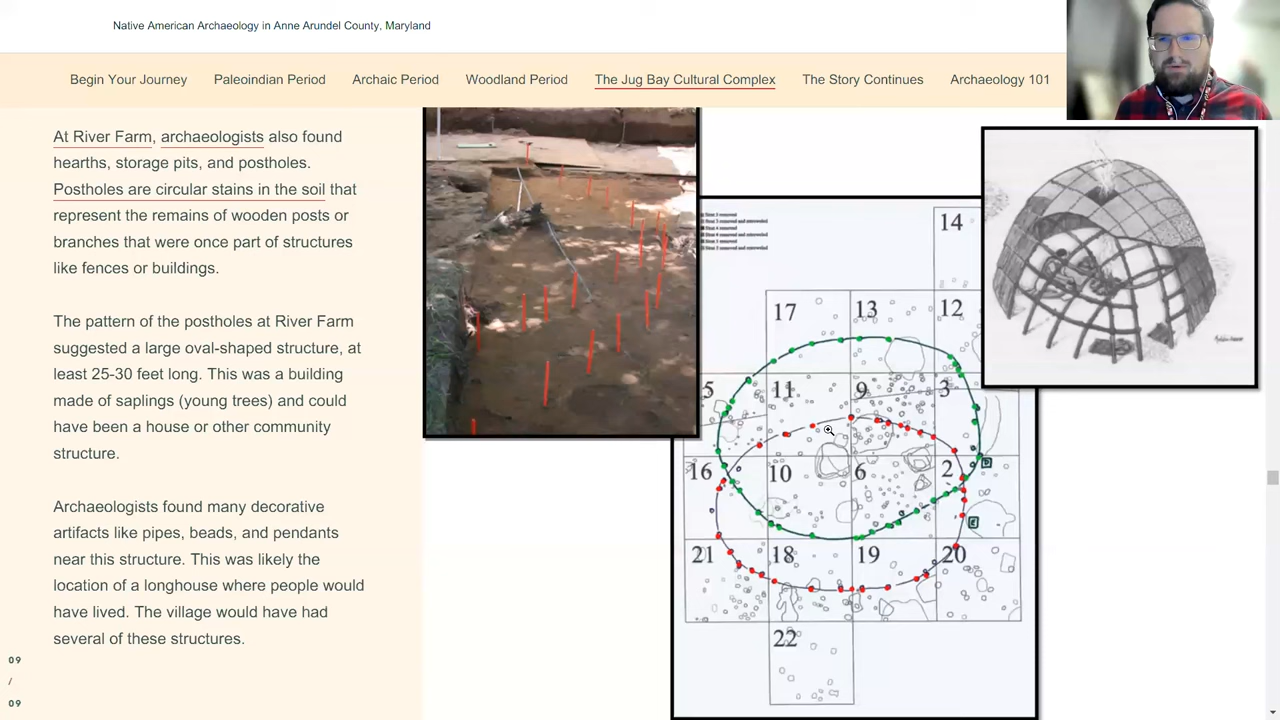 Native American Archaeology in Anne Arundel County, Maryland
Begin Your Journey Paleoindian Period Archaic Period Woodland Period The Jug Bay Cultural Complex The Story Continues Archaeology 101
At River Farm, archaeologists also found
hearths, storage pits, and postholes.
Postholes are circular stains in the soil that
represent the remains of wooden posts or
branches that were once part of structures
like fences or buildings.
The pattern of the postholes at River Farm
suggested a large oval-shaped structure, at
least 25-30 feet long. This was a building
made of saplings (young trees) and could
have been a house or other community
structure.
Archaeologists found many decorative
artifacts like pipes, beads, and pendants
near this structure. This was likely the
location of a longhouse where people would
have lived. The village would have had
several of these structures.
09
/
09
14
17 13 12
5 11 9 3
16 10 6 2
21 18 19 20
22